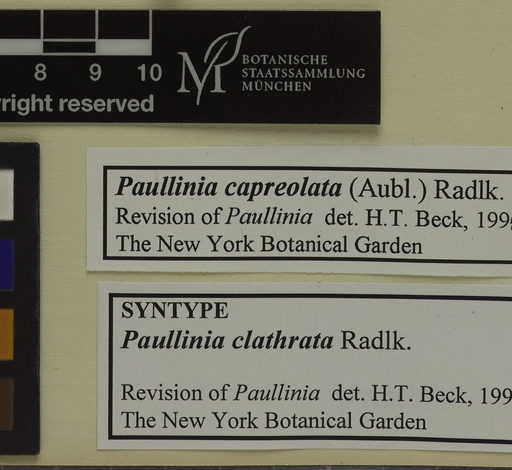 8 9 10
right reserved
M
BOTANISCHE
STAATSSAMMLUNG
MÜNCHEN
Paullinia capreolata (Aubl.) Radlk.
Revision of Paullinia det. H.T. Beck, 199
The New York Botanical Garden
SYNTYPE
Paullinia clathrata Radlk.
Revision of Paullinia det. H.T. Beck, 199
The New York Botanical Garden